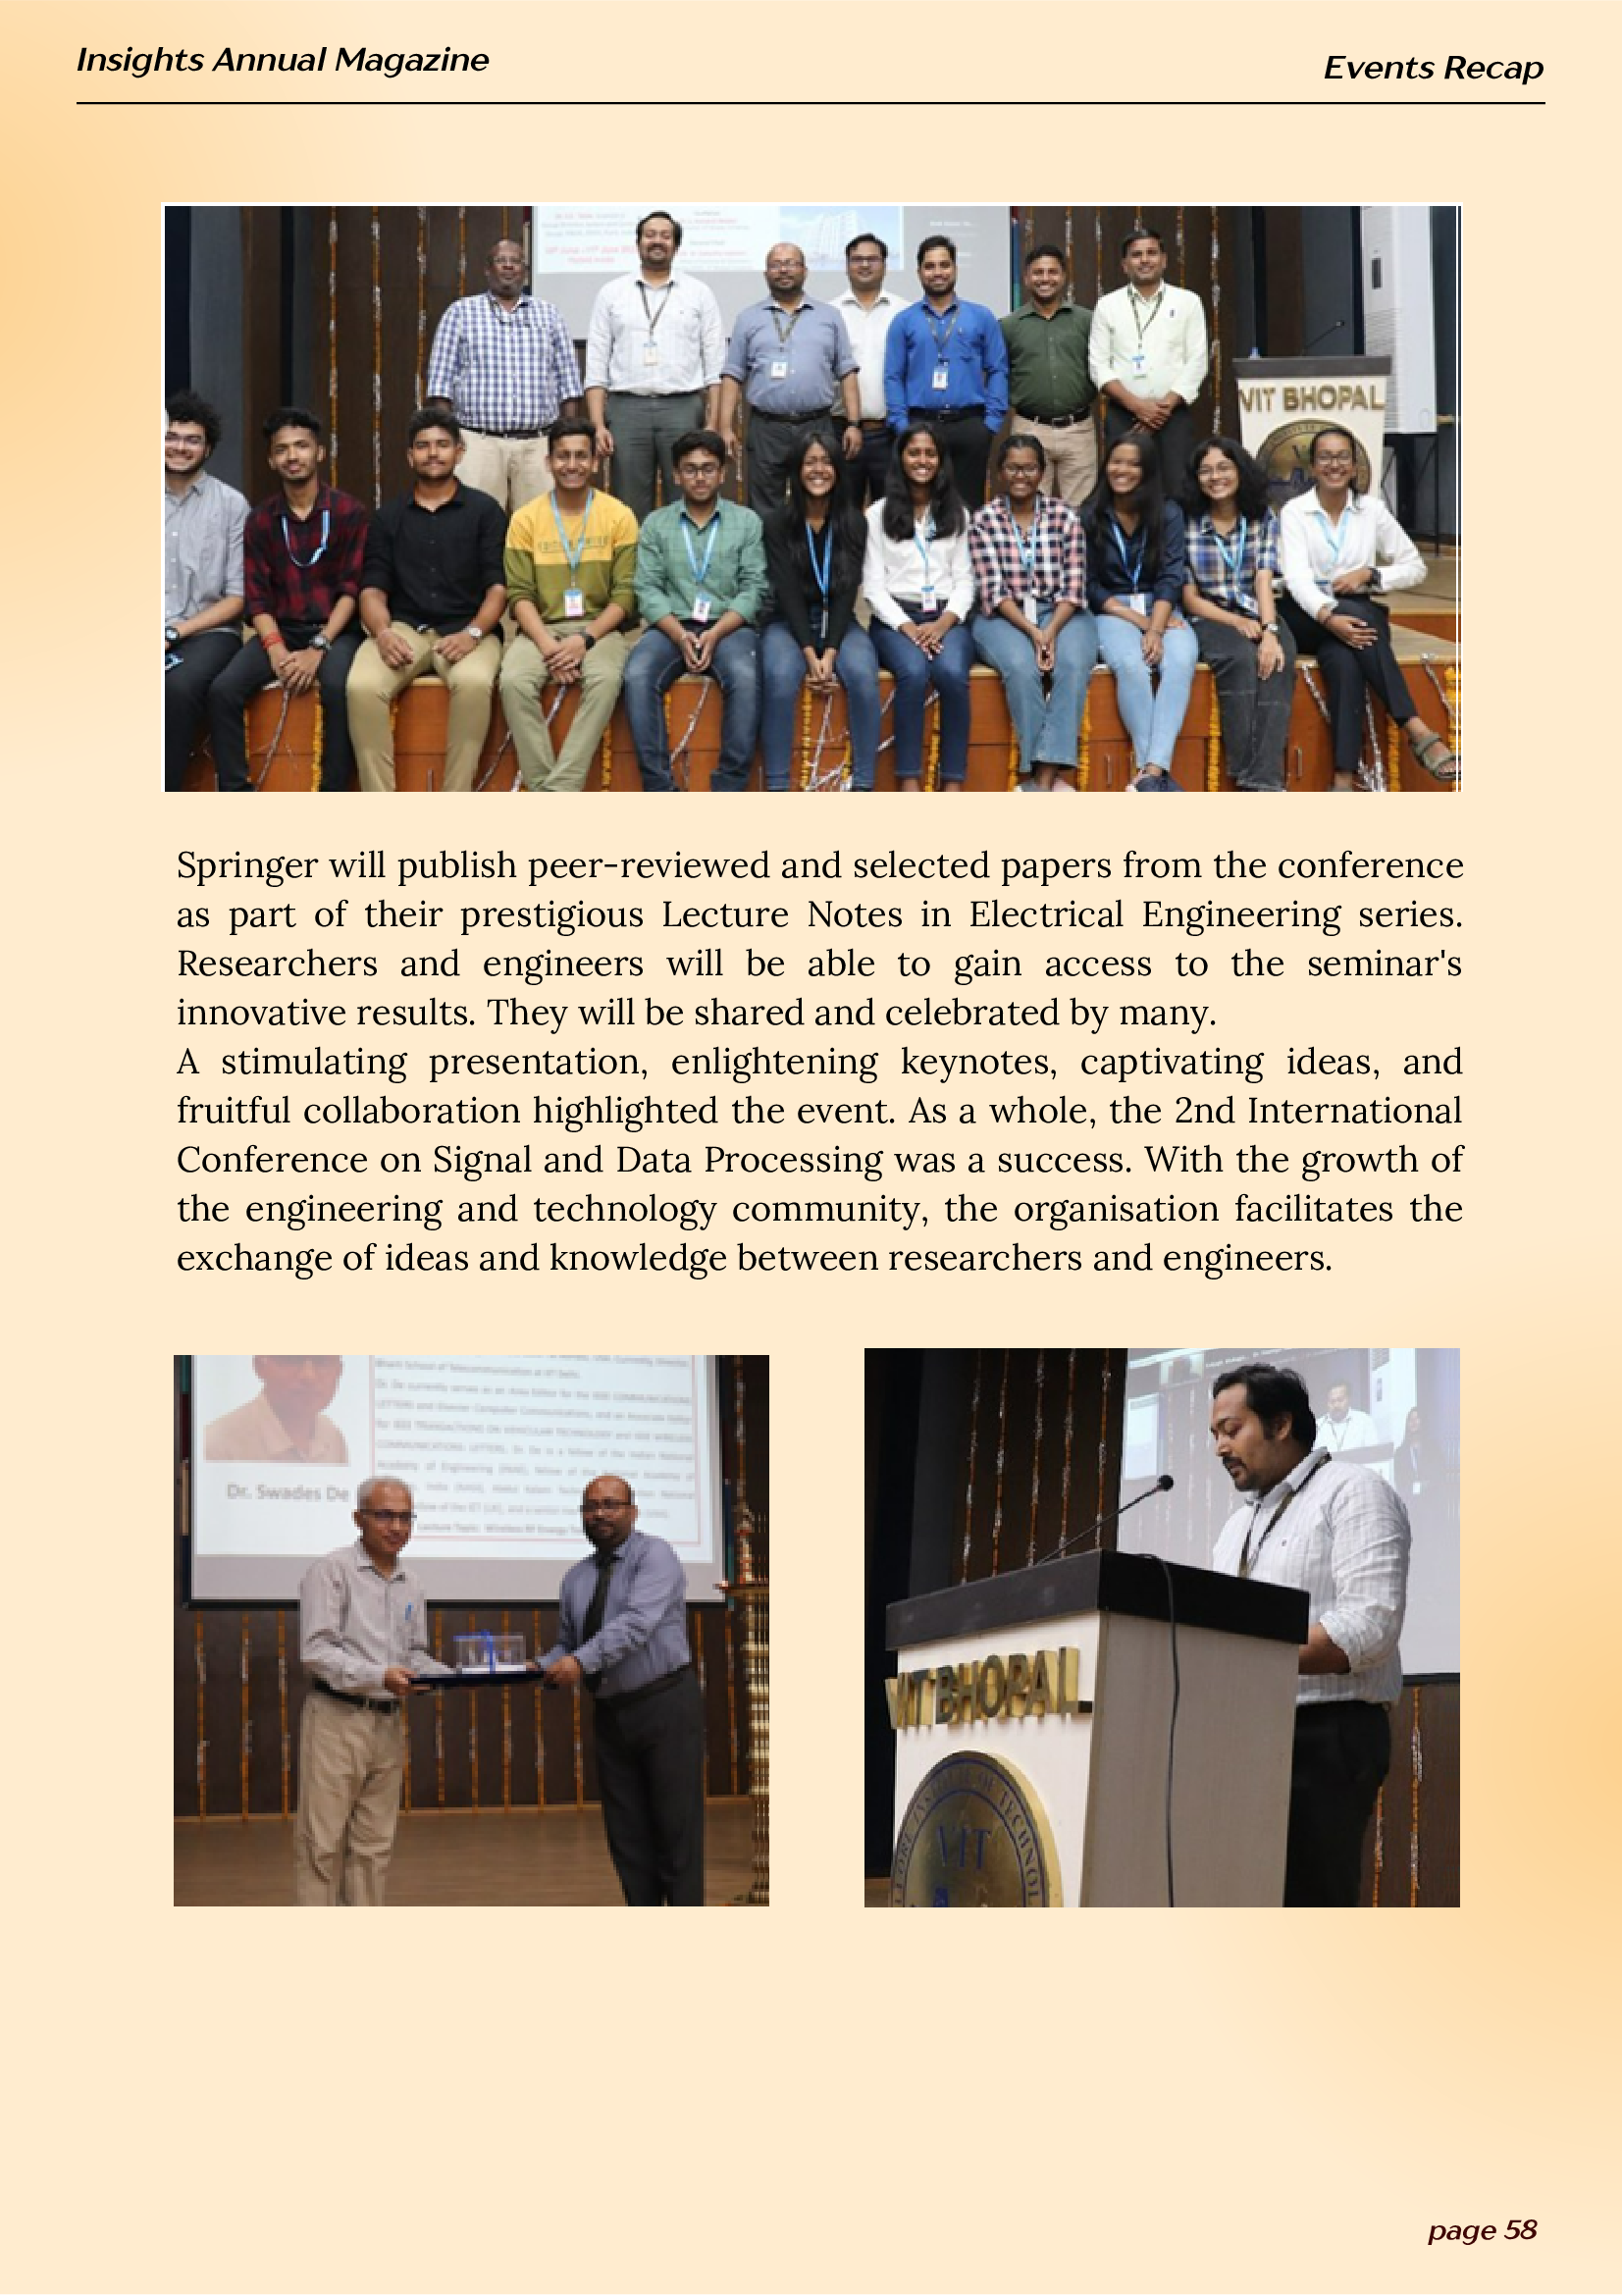 Insights Annual Magazine
Events Recap
VIT BHOPAL
Springer will publish peer-reviewed and selected papers from the conference
as part of their prestigious Lecture Notes in Electrical Engineering series.
Researchers and engineers will be able to gain access to the seminar's
innovative results. They will be shared and celebrated by many.
A stimulating presentation, enlightening keynotes, captivating ideas, and
fruitful collaboration highlighted the event. As a whole, the 2nd International
Conference on Signal and Data Processing was a success. With the growth of
the engineering and technology community, the organisation facilitates the
exchange of ideas and knowledge between researchers and engineers.
Dr. Swades De
VIT BHOPAL
VIT
page 58